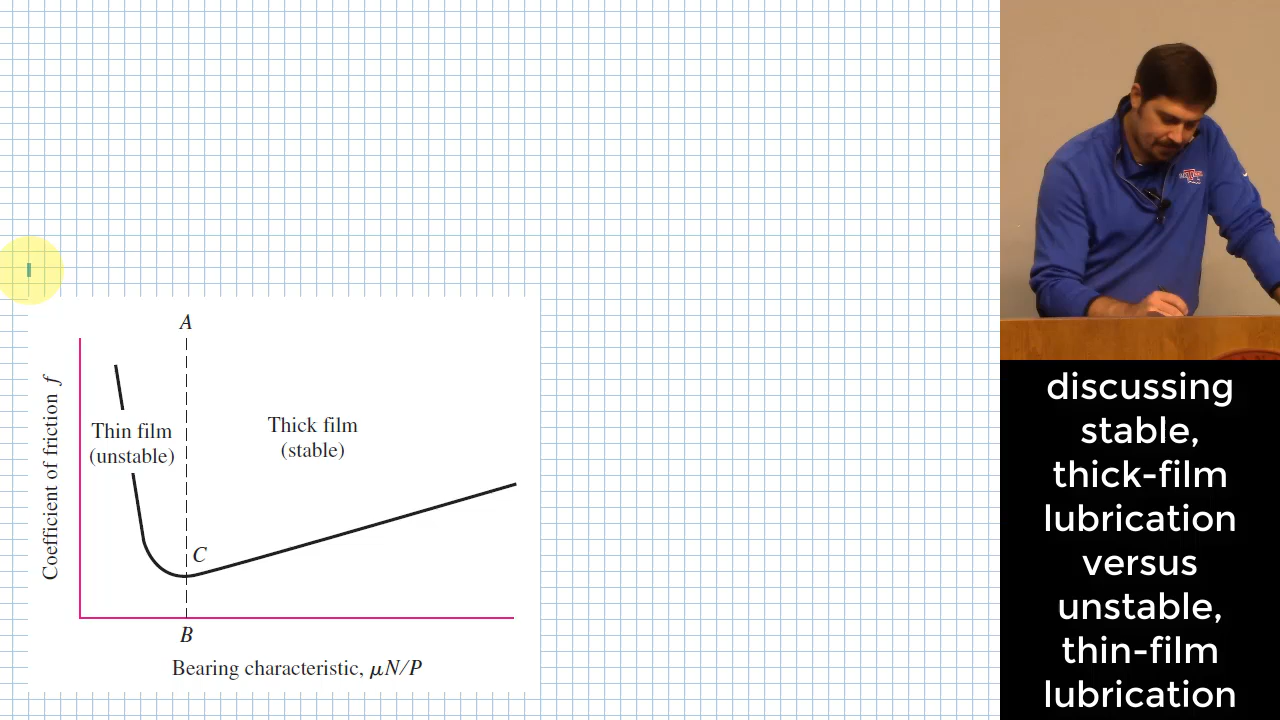 A
Coefficient of friction f
Thin film
(unstable)
Thick film
(stable)
C
B
Bearing characteristic, μN/P
discussing
stable,
thick-film
lubrication
versus
unstable,
thin-film
lubrication